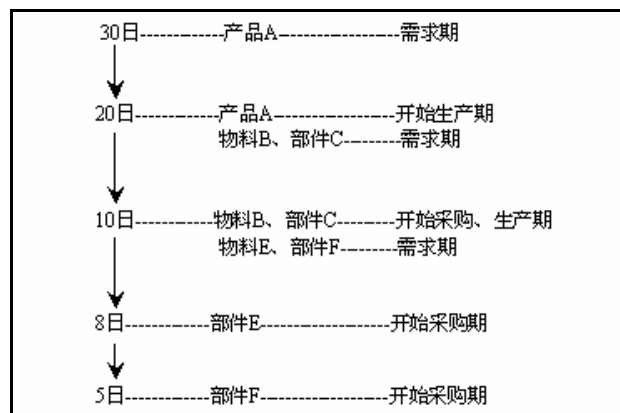 30日-------------产品A------------------需求期
20日-------------产品A------------------开始生产期
物料B、部件C--------需求期
10日------------物料B、部件C---------开始采购、生产期
物料E、部件F---------需求期
8日-------------部件E-------------------开始采购期
5日-------------部件F-------------------开始采购期